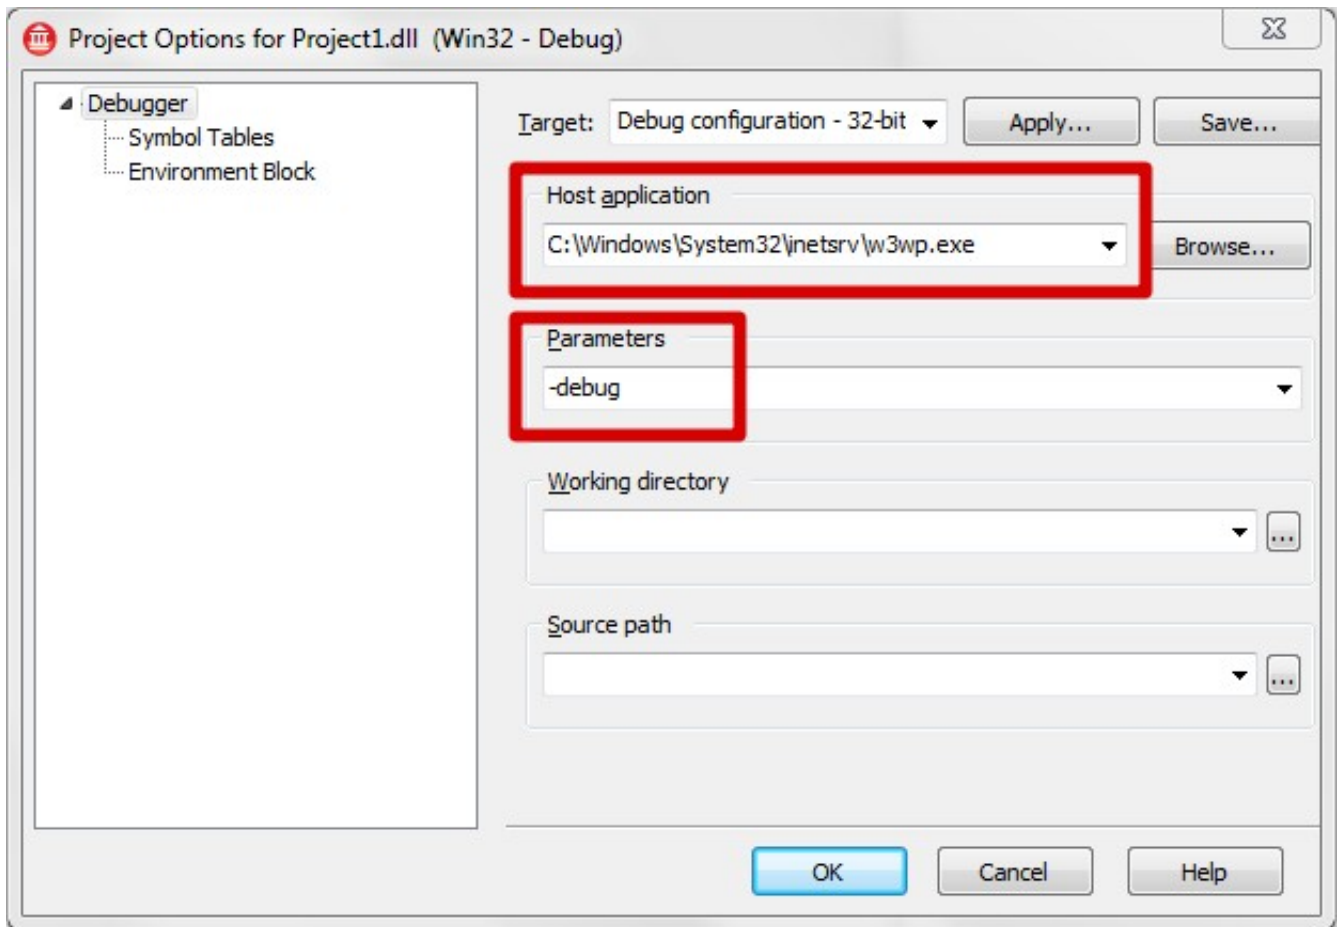 Project Options for Project1.dll (Win32 - Debug)
Debugger
Symbol Tables
Environment Block
Target: Debug configuration - 32-bit Apply... Save...
Host application
C:\Windows\System32\inetsrv\w3wp.exe Browse...
Parameters
-debug
Working directory
...
Source path
...
OK Cancel Help